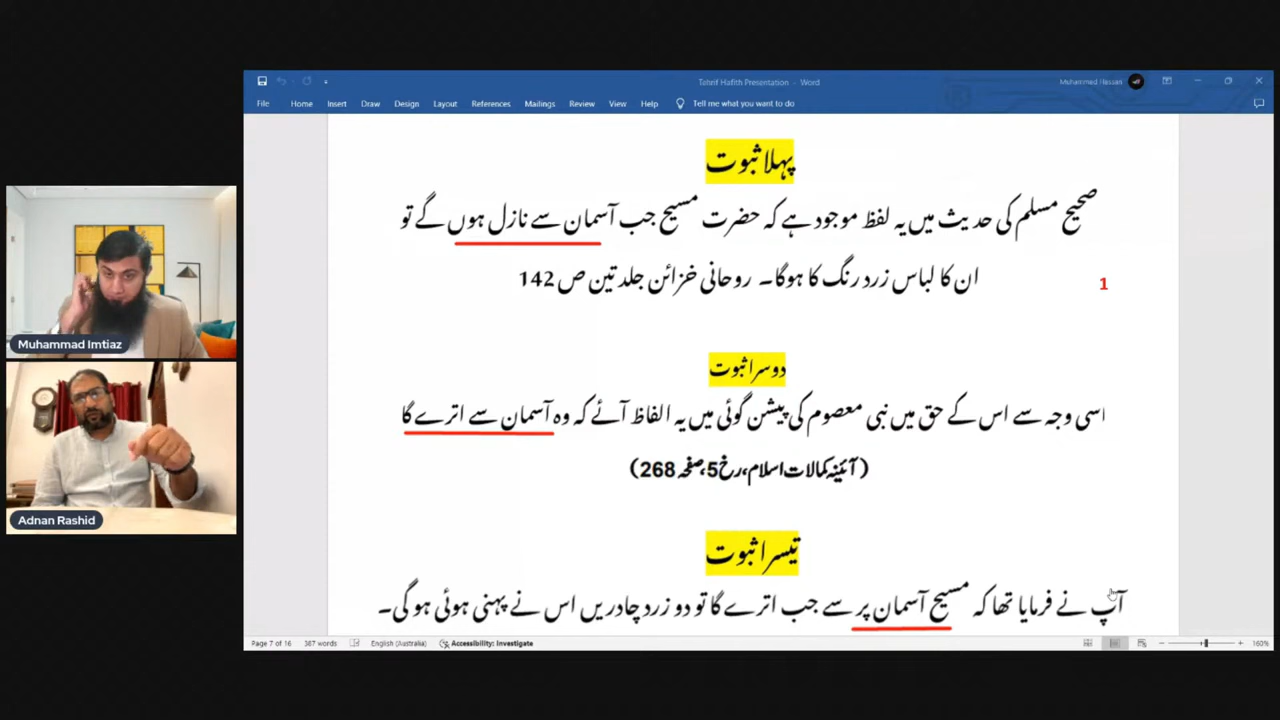 Tahrif Hafith Presentation - Word
Muhammad Hassan
File Home Insert Draw Design Layout References Mailings Review View Help Tell me what you want to do
پہلا ثبوت
صحیح مسلم کی حدیث میں یہ لفظ موجود ہے کہ حضرت مسیح جب آسمان سے نازل ہوں گے تو
ان کا لباس زرد رنگ کا ہوگا۔ روحانی خزائن جلد تین ص 142
1
دوسرا ثبوت
اسی وجہ سے اس کے حق میں نبی معصوم کی پیشن گوئی میں یہ الفاظ آئے کہ وہ آسمان سے اترے گا
(آئینہ کمالات اسلام، رخ 5، صفحہ 268)
تیسرا ثبوت
آپ نے فرمایا تھا کہ مسیح آسمان پر سے جب اترے گا تو دو زرد چادریں اس نے پہنی ہوئی ہوگی۔
Page 7 of 16 387 words English (Australia) Accessibility: Investigate 160%
Muhammad Imtiaz
Adnan Rashid